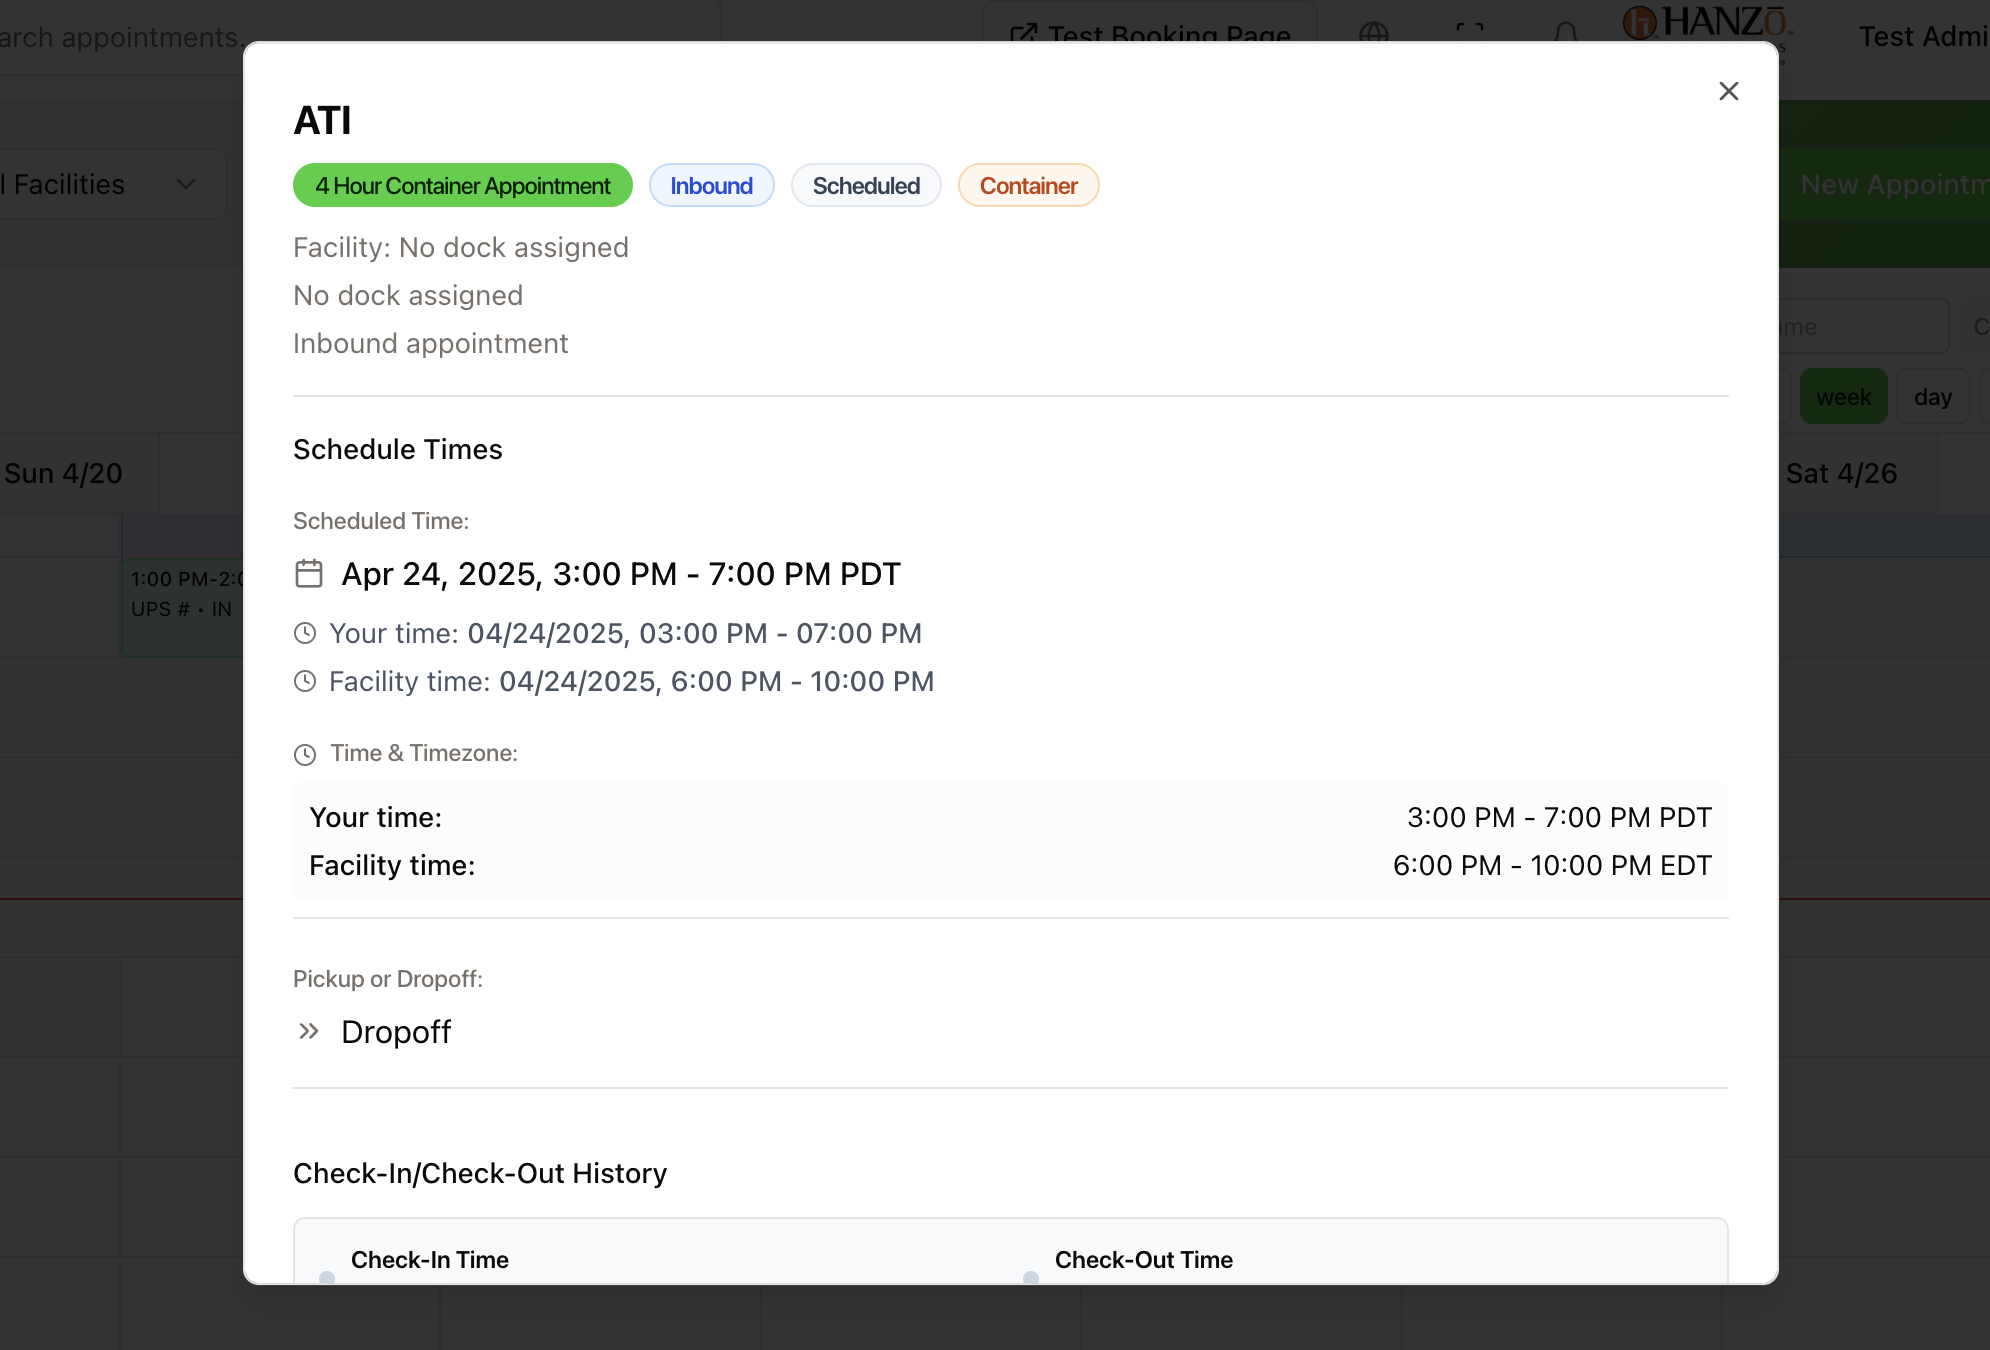 arch appointments.
Test Booking Page
HANZŌ
Test Admi
ATI
4 Hour Container Appointment
Inbound
Scheduled
Container
l Facilities
New Appointm
Facility: No dock assigned
No dock assigned
Inbound appointment
me
C
week
day
Schedule Times
Sun 4/20
Sat 4/26
Scheduled Time:
Apr 24, 2025, 3:00 PM - 7:00 PM PDT
1:00 PM-2:0
UPS # • IN
Your time: 04/24/2025, 03:00 PM - 07:00 PM
Facility time: 04/24/2025, 6:00 PM - 10:00 PM
Time & Timezone:
Your time:
3:00 PM - 7:00 PM PDT
Facility time:
6:00 PM - 10:00 PM EDT
Pickup or Dropoff:
Dropoff
Check-In/Check-Out History
Check-In Time
Check-Out Time